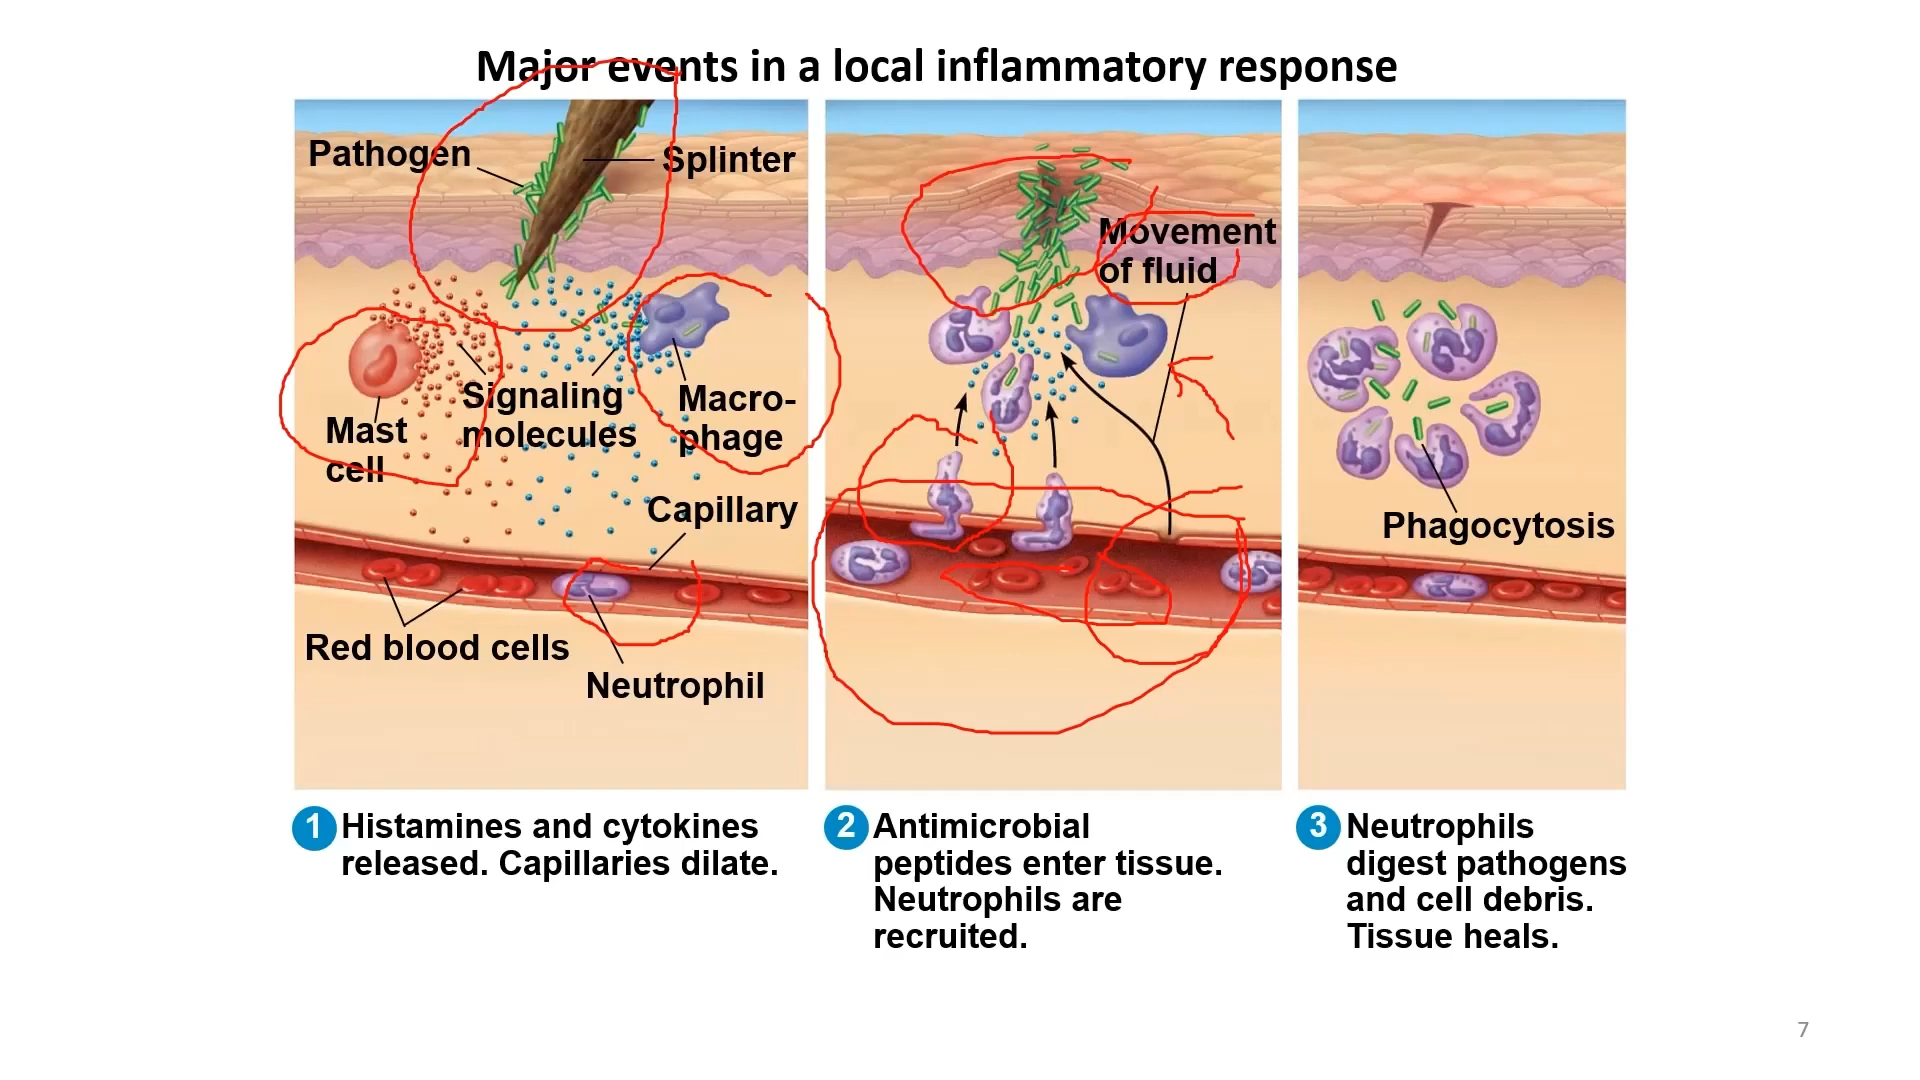 Major events in a local inflammatory response
Pathogen
Splinter
Movement
of fluid
Signaling
molecules
Macro-
phage
Mast
cell
Capillary
Phagocytosis
Red blood cells
Neutrophil
1 Histamines and cytokines
released. Capillaries dilate.
2 Antimicrobial
peptides enter tissue.
Neutrophils are
recruited.
3 Neutrophils
digest pathogens
and cell debris.
Tissue heals.
7